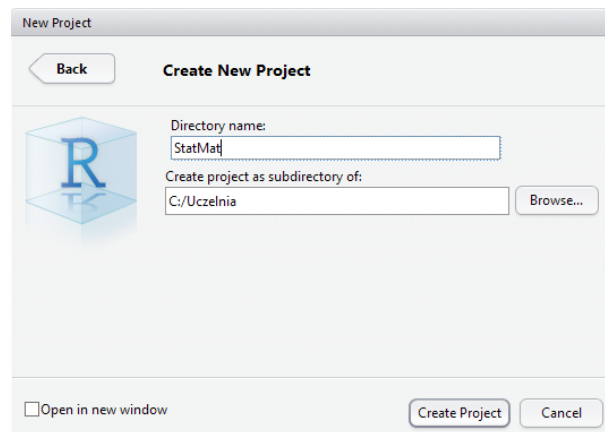 New Project
Back
Create New Project
R
Directory name:
StatMat
Create project as subdirectory of:
C:/Uczelnia
Browse...
Open in new window
Create Project
Cancel